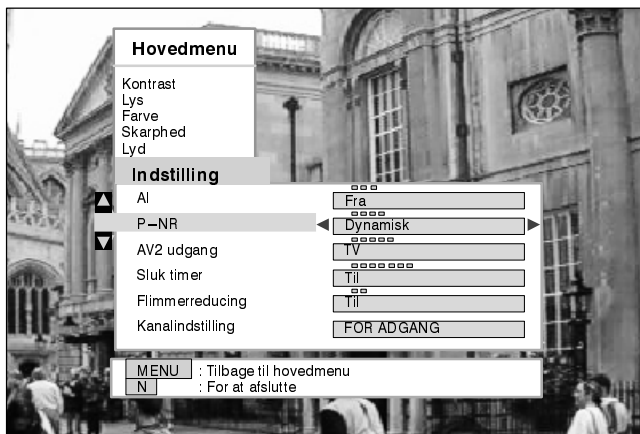 Hovedmenu
Kontrast
Lys
Farve
Skarphed
Lyd
Indstilling
AI Fra
P–NR Dynamisk
AV2 udgang TV
Sluk timer Til
Flimmerreducing Til
Kanalindstilling FOR ADGANG
MENU : Tilbage til hovedmenu
N : For at afslutte